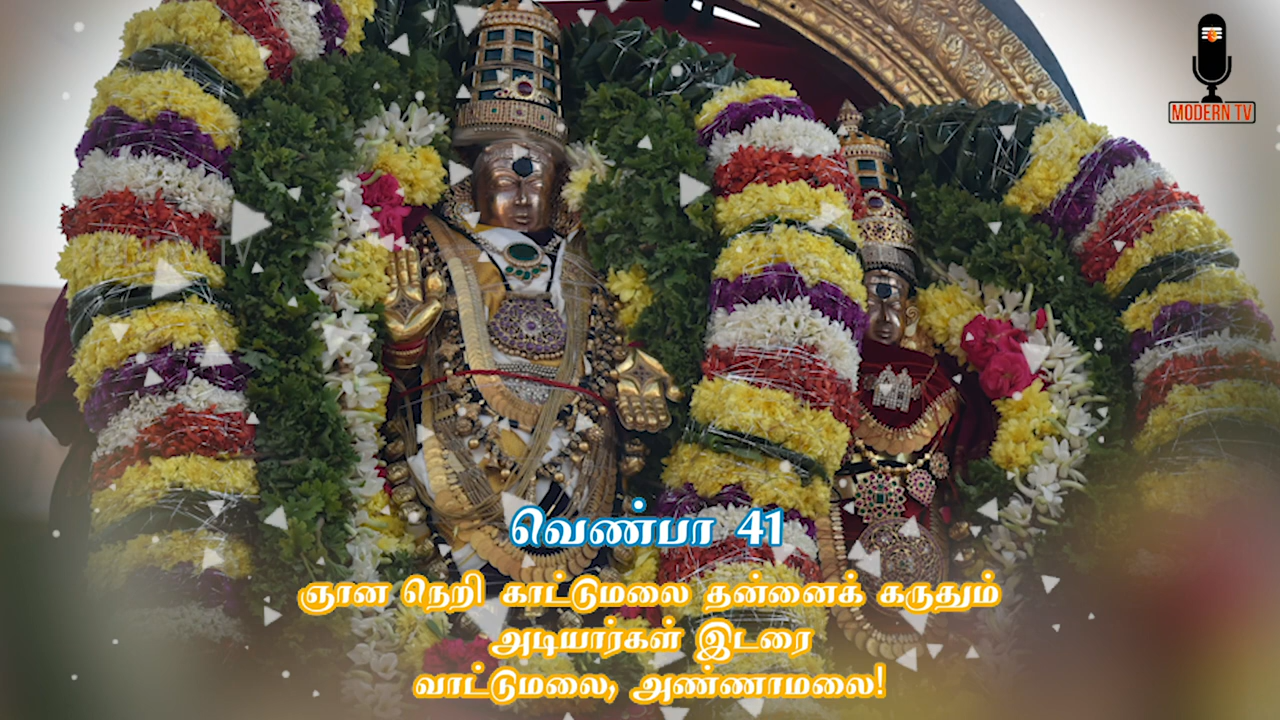 MODERN TV
வெண்பா 41
ஞான நெறி காட்டுமலை தன்னைக் கருதும்
அடியார்கள் இடரை
வாட்டுமலை, அண்ணாமலை!